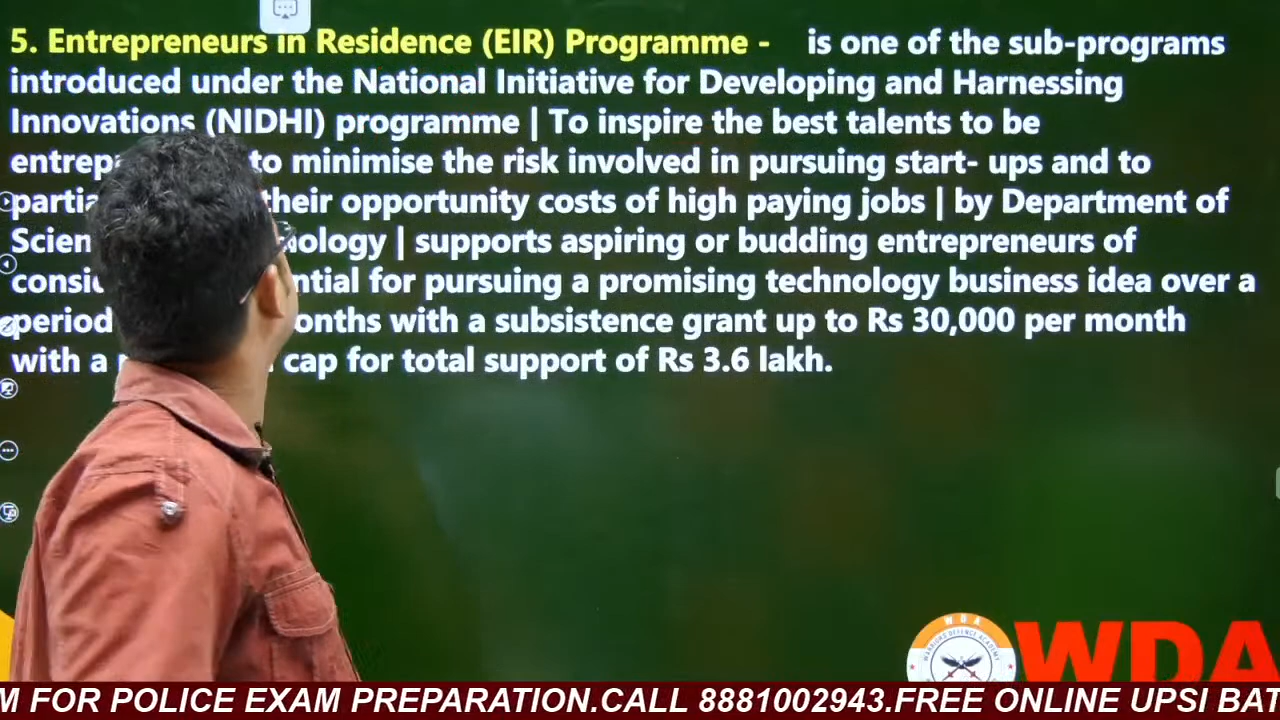 5. Entrepreneurs in Residence (EIR) Programme - is one of the sub-programs
introduced under the National Initiative for Developing and Harnessing
Innovations (NIDHI) programme | To inspire the best talents to be
to minimise the risk involved in pursuing start- ups and to
their opportunity costs of high paying jobs | by Department of
| supports aspiring or budding entrepreneurs of
for pursuing a promising technology business idea over a
period with a subsistence grant up to Rs 30,000 per month
with a cap for total support of Rs 3.6 lakh.
WDA
WARRIORS DEFENCE ACADEMY
WDA
M FOR POLICE EXAM PREPARATION.CALL 8881002943.FREE ONLINE UPSI BAT